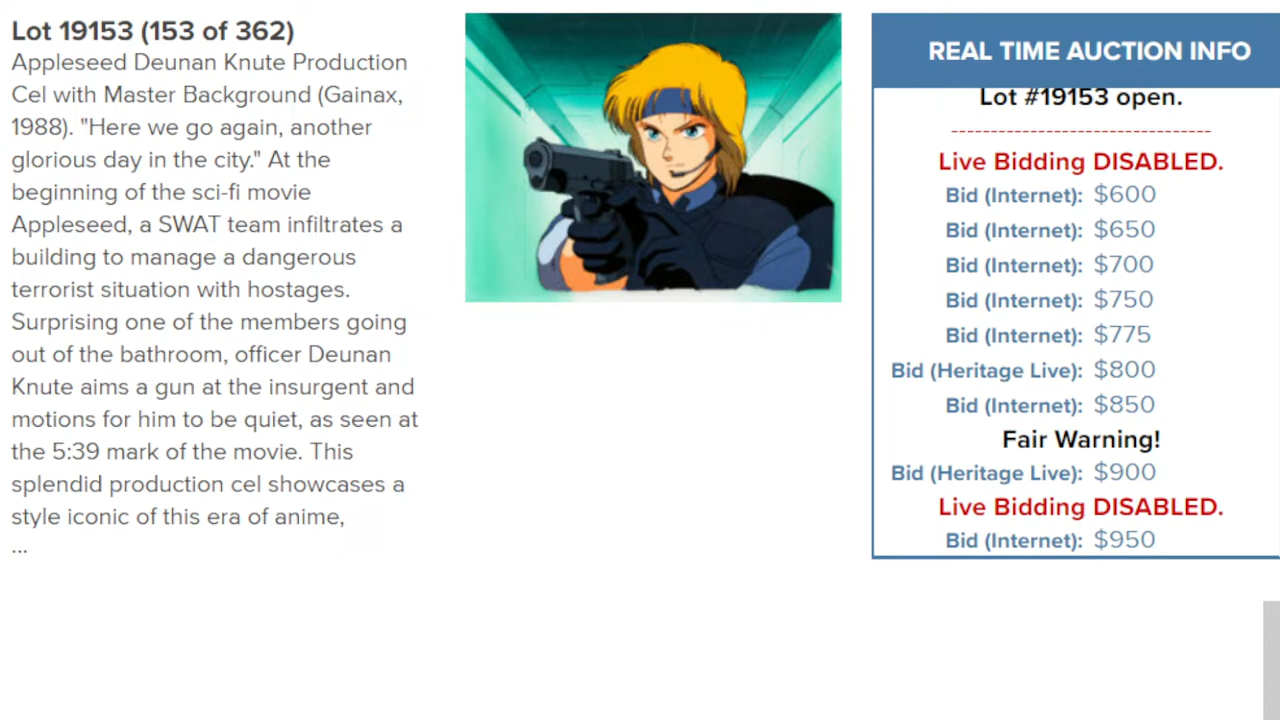 Lot 19153 (153 of 362)
Appleseed Deunan Knute Production
Cel with Master Background (Gainax,
1988). "Here we go again, another
glorious day in the city." At the
beginning of the sci-fi movie
Appleseed, a SWAT team infiltrates a
building to manage a dangerous
terrorist situation with hostages.
Surprising one of the members going
out of the bathroom, officer Deunan
Knute aims a gun at the insurgent and
motions for him to be quiet, as seen at
the 5:39 mark of the movie. This
splendid production cel showcases a
style iconic of this era of anime,
...
REAL TIME AUCTION INFO
Lot #19153 open.
--------------------------------
Live Bidding DISABLED.
Bid (Internet): $600
Bid (Internet): $650
Bid (Internet): $700
Bid (Internet): $750
Bid (Internet): $775
Bid (Heritage Live): $800
Bid (Internet): $850
Fair Warning!
Bid (Heritage Live): $900
Live Bidding DISABLED.
Bid (Internet): $950